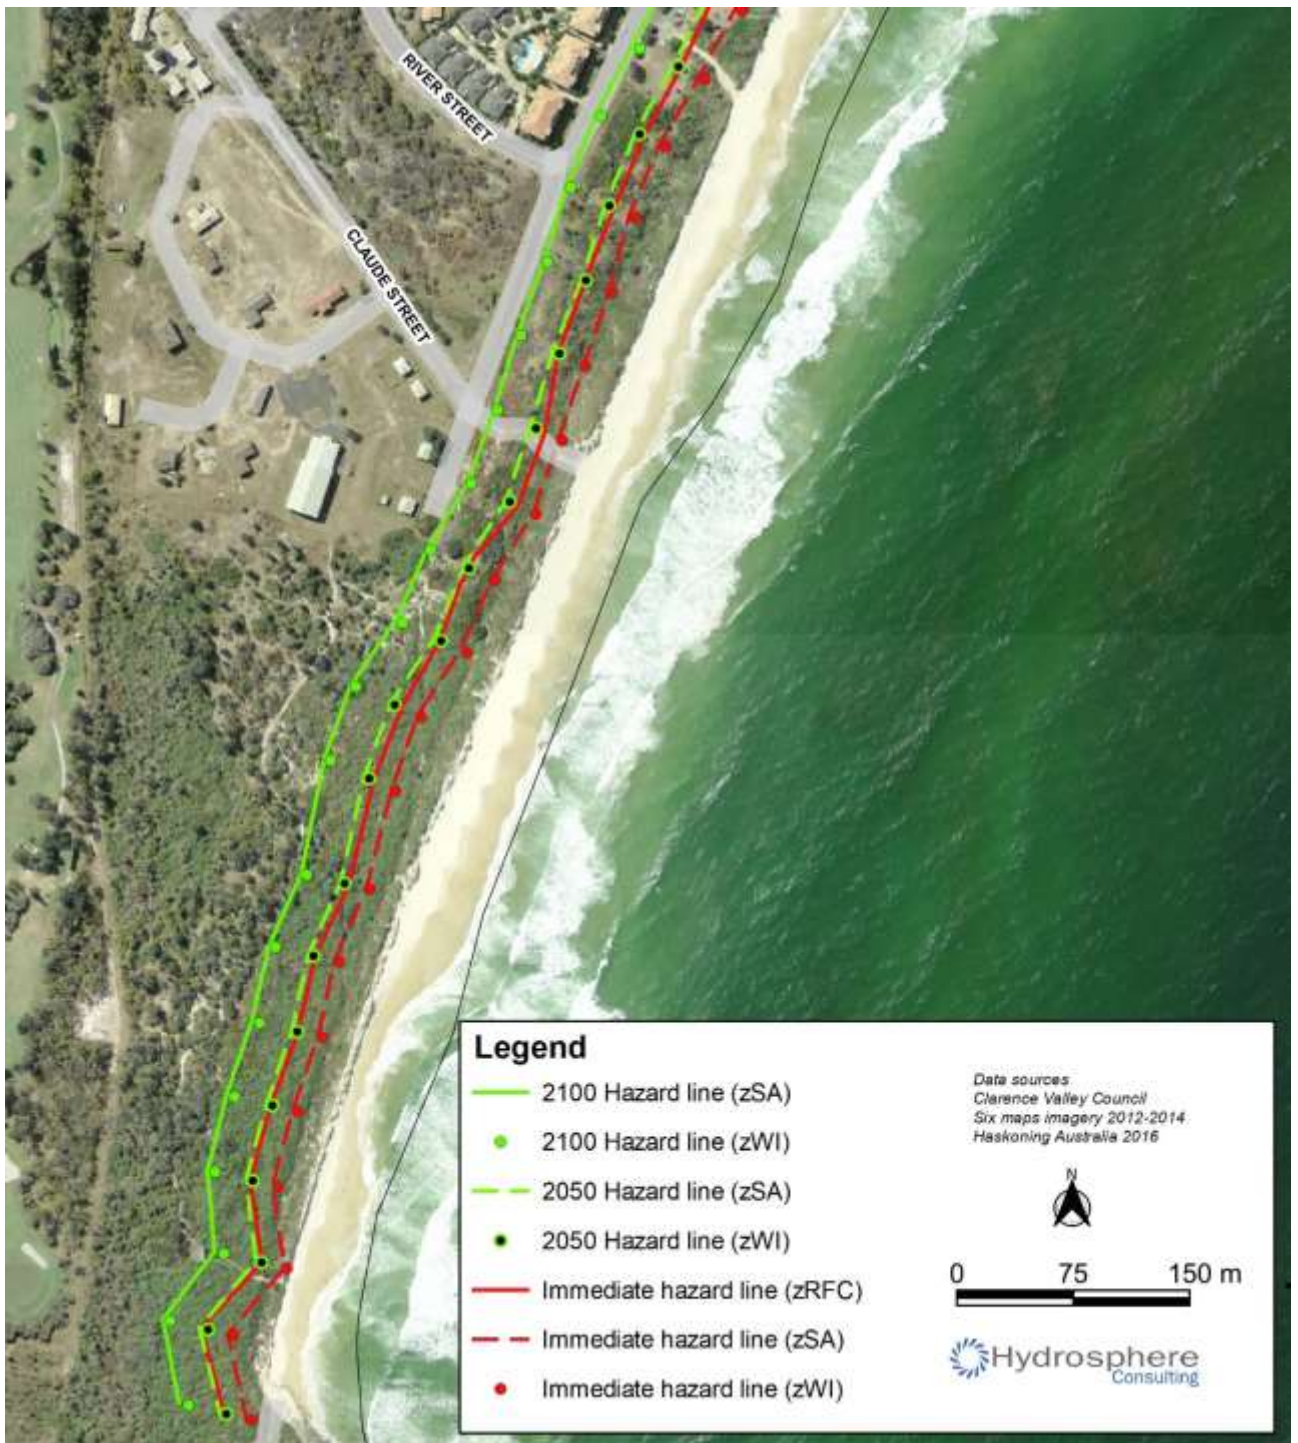 RIVER STREET
CLAUDE STREET
Legend
2100 Hazard line (zSA)
2100 Hazard line (zWI)
2050 Hazard line (zSA)
2050 Hazard line (zWI)
Immediate hazard line (zRFC)
Immediate hazard line (zSA)
Immediate hazard line (zWI)
Data sources
Clarence Valley Council
Six maps imagery 2012-2014
Haskoning Australia 2016
N
0 75 150 m
Hydrosphere
Consulting